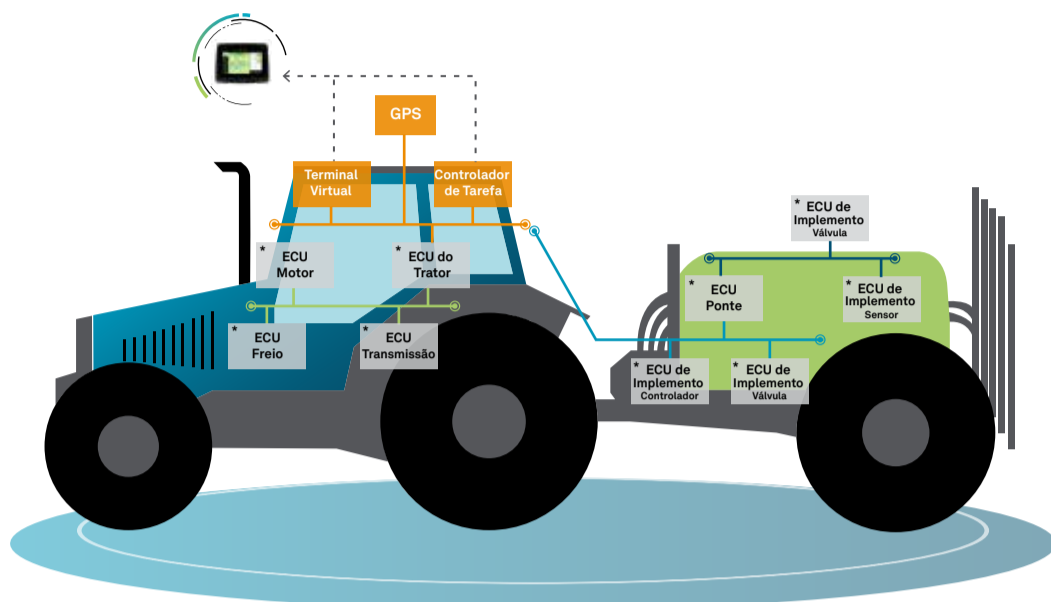 GPS
Terminal
Virtual
Controlador
de Tarefa
* ECU
Motor
* ECU do
Trator
* ECU
Freio
* ECU
Transmissão
* ECU de
Implemento
Válvula
* ECU
Ponte
* ECU de
Implemento
Sensor
* ECU de
Implemento
Controlador
* ECU de
Implemento
Válvula